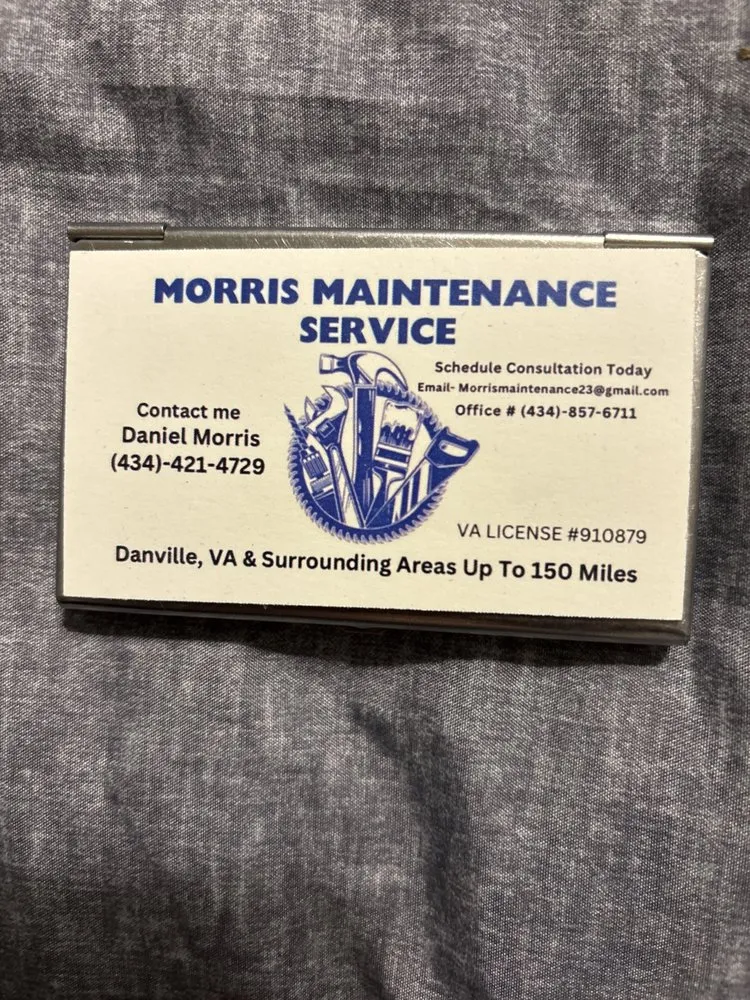 MORRIS MAINTENANCE
SERVICE
Schedule Consultation Today
Email- Morrismaintenance23@gmail.com
Office # (434)-857-6711
Contact me
Daniel Morris
(434)-421-4729
VA LICENSE #910879
Danville, VA & Surrounding Areas Up To 150 Miles